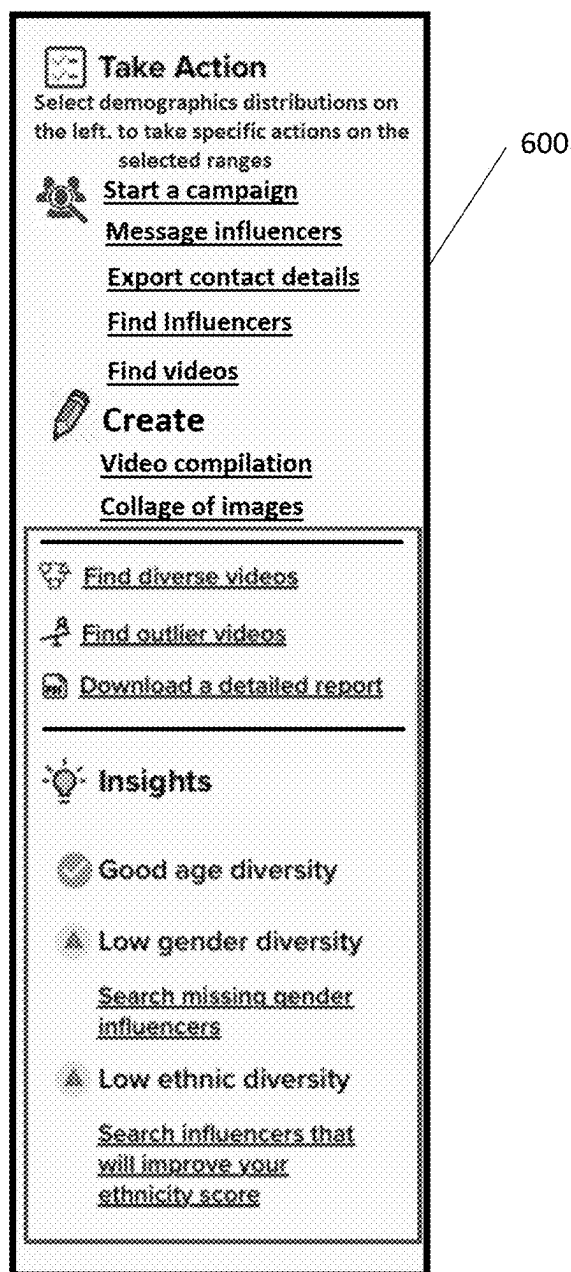 Take Action
Select demographics distributions on
the left. to take specific actions on the
selected ranges
600
Start a campaign
Message influencers
Export contact details
Find Influencers
Find videos
Create
Video compilation
Collage of images
Find diverse videos
Find outlier videos
Download a detailed report
Insights
Good age diversity
Low gender diversity
Search missing gender
influencers
Low ethnic diversity
Search influencers that
will improve your
ethnicity score